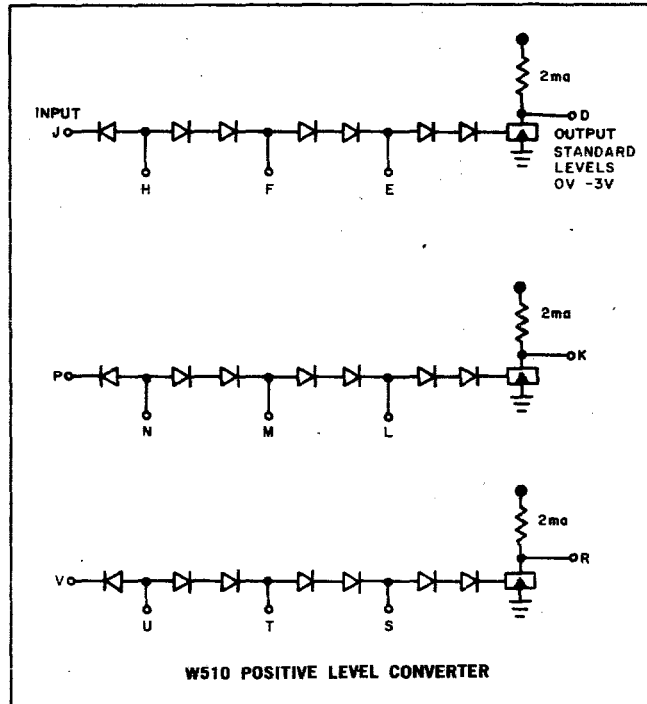 2ma
INPUT
J
D
OUTPUT
STANDARD
LEVELS
0V -3V
H
F
E
2ma
P
K
N
M
L
2ma
V
R
U
T
S
W510 POSITIVE LEVEL CONVERTER